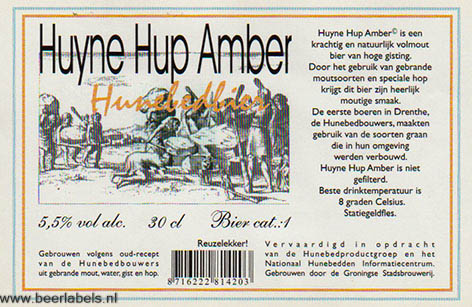 Huyne Hup Amber
Hunebedbier
5,5% vol alc. 30 cl Bier cat.:1
Reuzelekker!
Gebrouwen volgens oud-recept
van de Hunebedbouwers
uit gebrande mout, water, gist en hop.
8 716222 814203
Huyne Hup Amber© is een
krachtig en natuurlijk volmout
bier van hoge gisting.
Door het gebruik van gebrande
moutsoorten en speciale hop
krijgt dit bier zijn heerlijk
moutige smaak.
De eerste boeren in Drenthe,
de Hunebedbouwers, maakten
gebruik van de soorten graan
die in hun omgeving
werden verbouwd.
Huyne Hup Amber is niet
gefilterd.
Beste drinktemperatuur is
8 graden Celsius.
Statiegeldfles.
Vervaardigd in opdracht
van de Hunebedproductgroep en het
Nationaal Hunebedden Informatiecentrum.
Gebrouwen door de Groningse Stadsbrouwerij.
www.beerlabels.nl